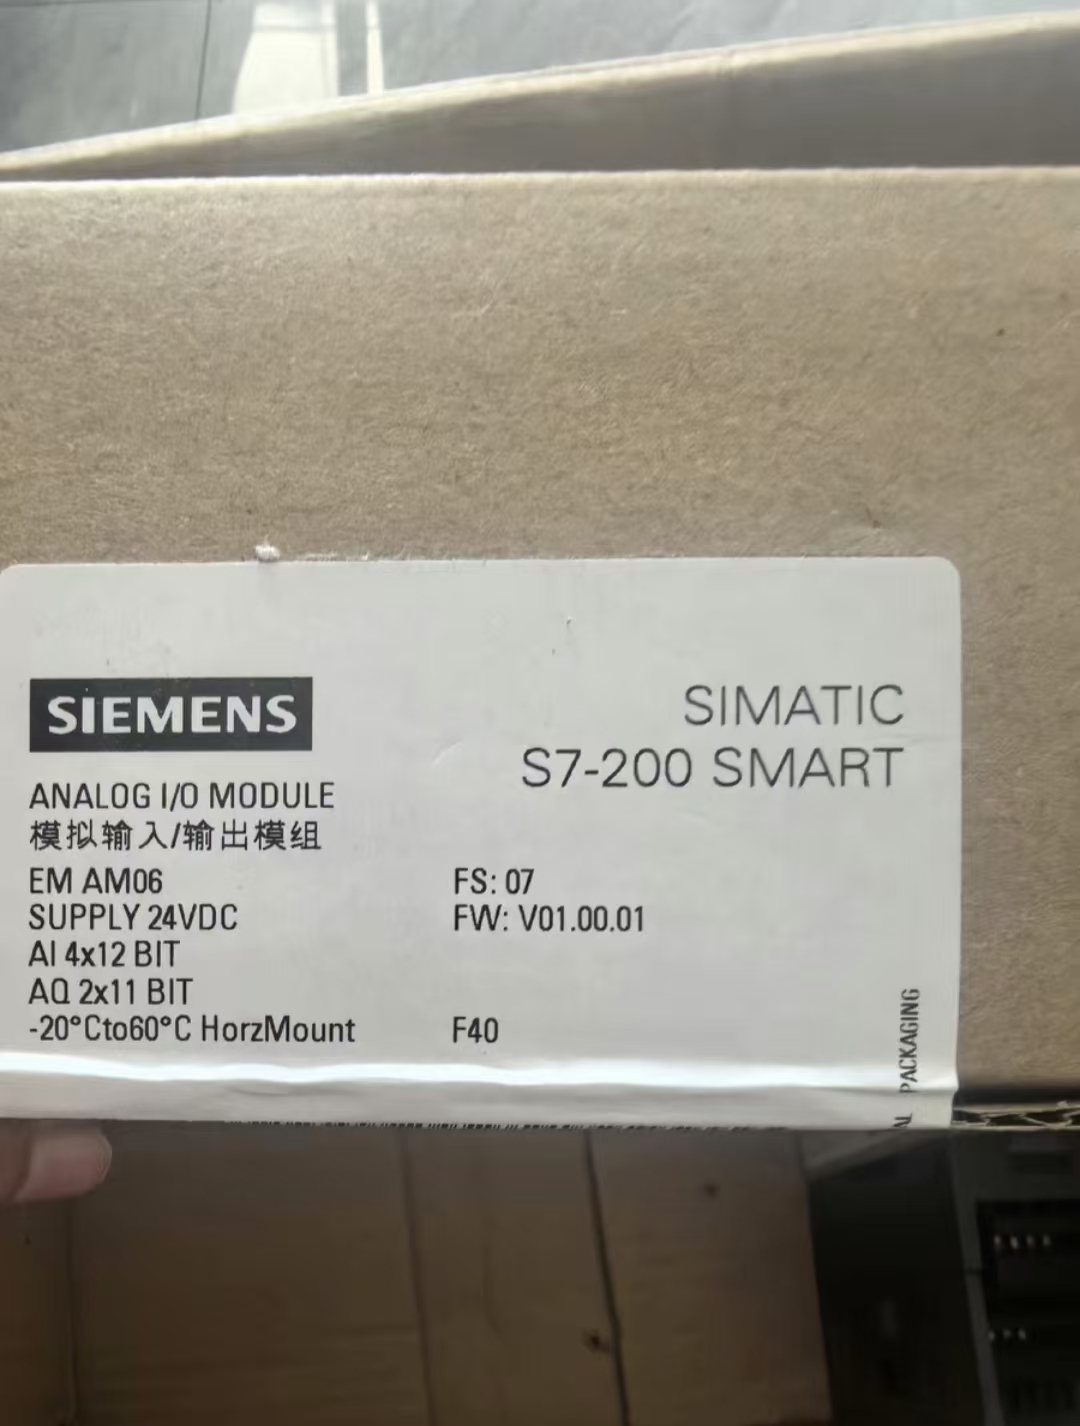 SIEMENS
SIMATIC
S7-200 SMART
ANALOG I/O MODULE
模拟输入/输出模组
EM AM06
FS: 07
SUPPLY 24VDC
FW: V01.00.01
AI 4x12 BIT
AQ 2x11 BIT
-20°Cto60°C HorzMount
F40
PACKAGING